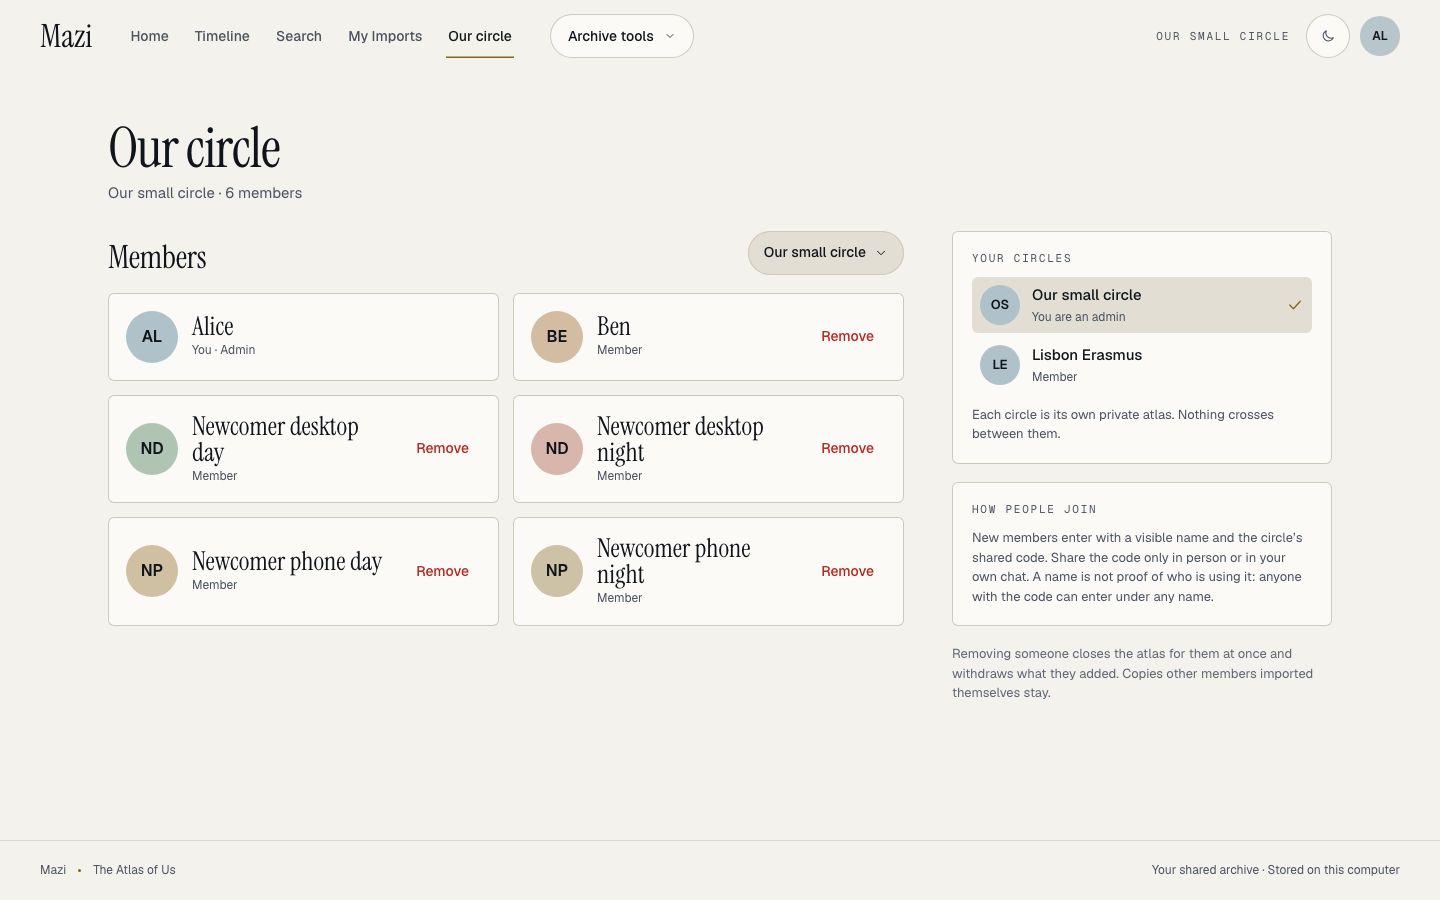 Mazi
Home
Timeline
Search
My Imports
Our circle
Archive tools
OUR SMALL CIRCLE
AL
Our circle
Our small circle · 6 members
Members
Our small circle
AL
Alice
You · Admin
BE
Ben
Member
Remove
ND
Newcomer desktop
day
Member
Remove
ND
Newcomer desktop
night
Member
Remove
NP
Newcomer phone day
Member
Remove
NP
Newcomer phone
night
Member
Remove
YOUR CIRCLES
OS
Our small circle
You are an admin
LE
Lisbon Erasmus
Member
Each circle is its own private atlas. Nothing crosses
between them.
HOW PEOPLE JOIN
New members enter with a visible name and the circle's
shared code. Share the code only in person or in your
own chat. A name is not proof of who is using it: anyone
with the code can enter under any name.
Removing someone closes the atlas for them at once and
withdraws what they added. Copies other members imported
themselves stay.
Mazi • The Atlas of Us
Your shared archive · Stored on this computer